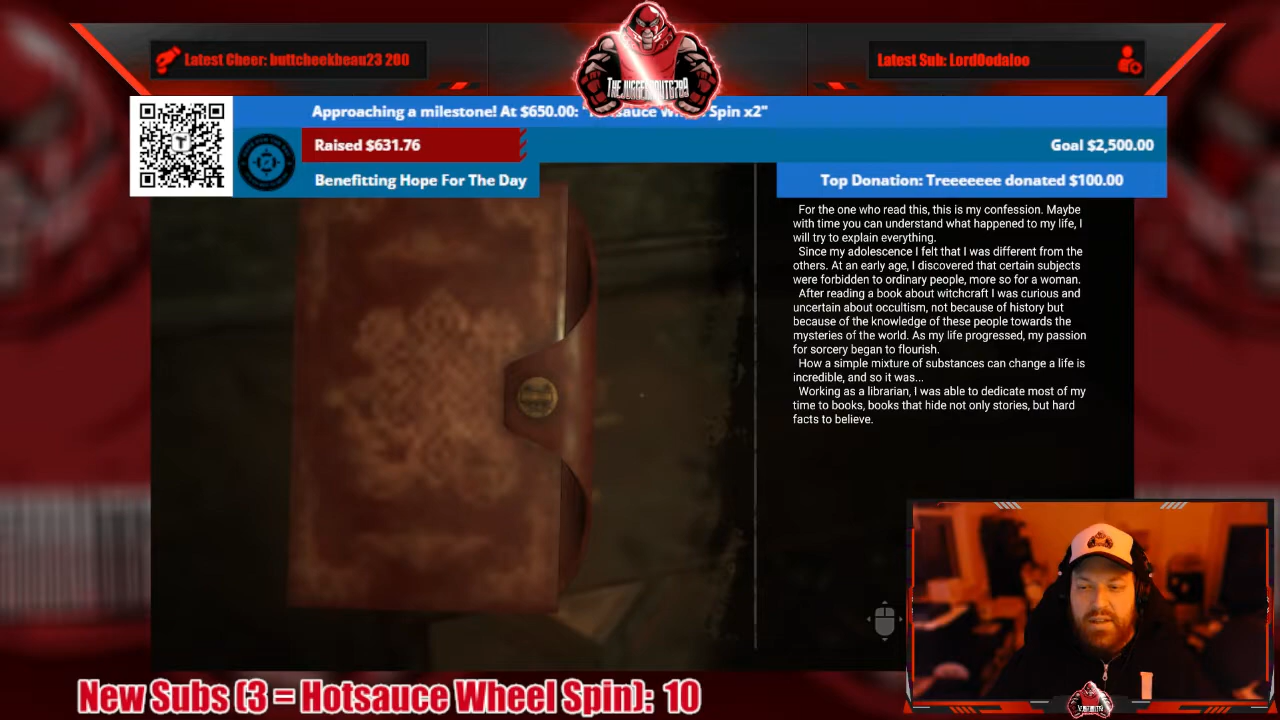 Latest Cheer: buttcheekbeau23 200
Latest Sub: LordOodaloo
Approaching a milestone! At $650.00: Spin x2"
Raised $631.76
Goal $2,500.00
Benefitting Hope For The Day
Top Donation: Treeeeeee donated $100.00
For the one who read this, this is my confession. Maybe
with time you can understand what happened to my life, I
will try to explain everything.
Since my adolescence I felt that I was different from the
others. At an early age, I discovered that certain subjects
were forbidden to ordinary people, more so for a woman.
After reading a book about witchcraft I was curious and
uncertain about occultism, not because of history but
because of the knowledge of these people towards the
mysteries of the world. As my life progressed, my passion
for sorcery began to flourish.
How a simple mixture of substances can change a life is
incredible, and so it was...
Working as a librarian, I was able to dedicate most of my
time to books, books that hide not only stories, but hard
facts to believe.
New Subs (3 = Hotsauce Wheel Spin): 10